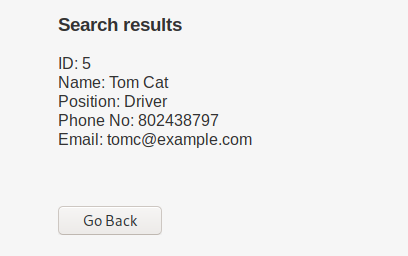 Search results
ID: 5
Name: Tom Cat
Position: Driver
Phone No: 802438797
Email: tomc@example.com
Go Back